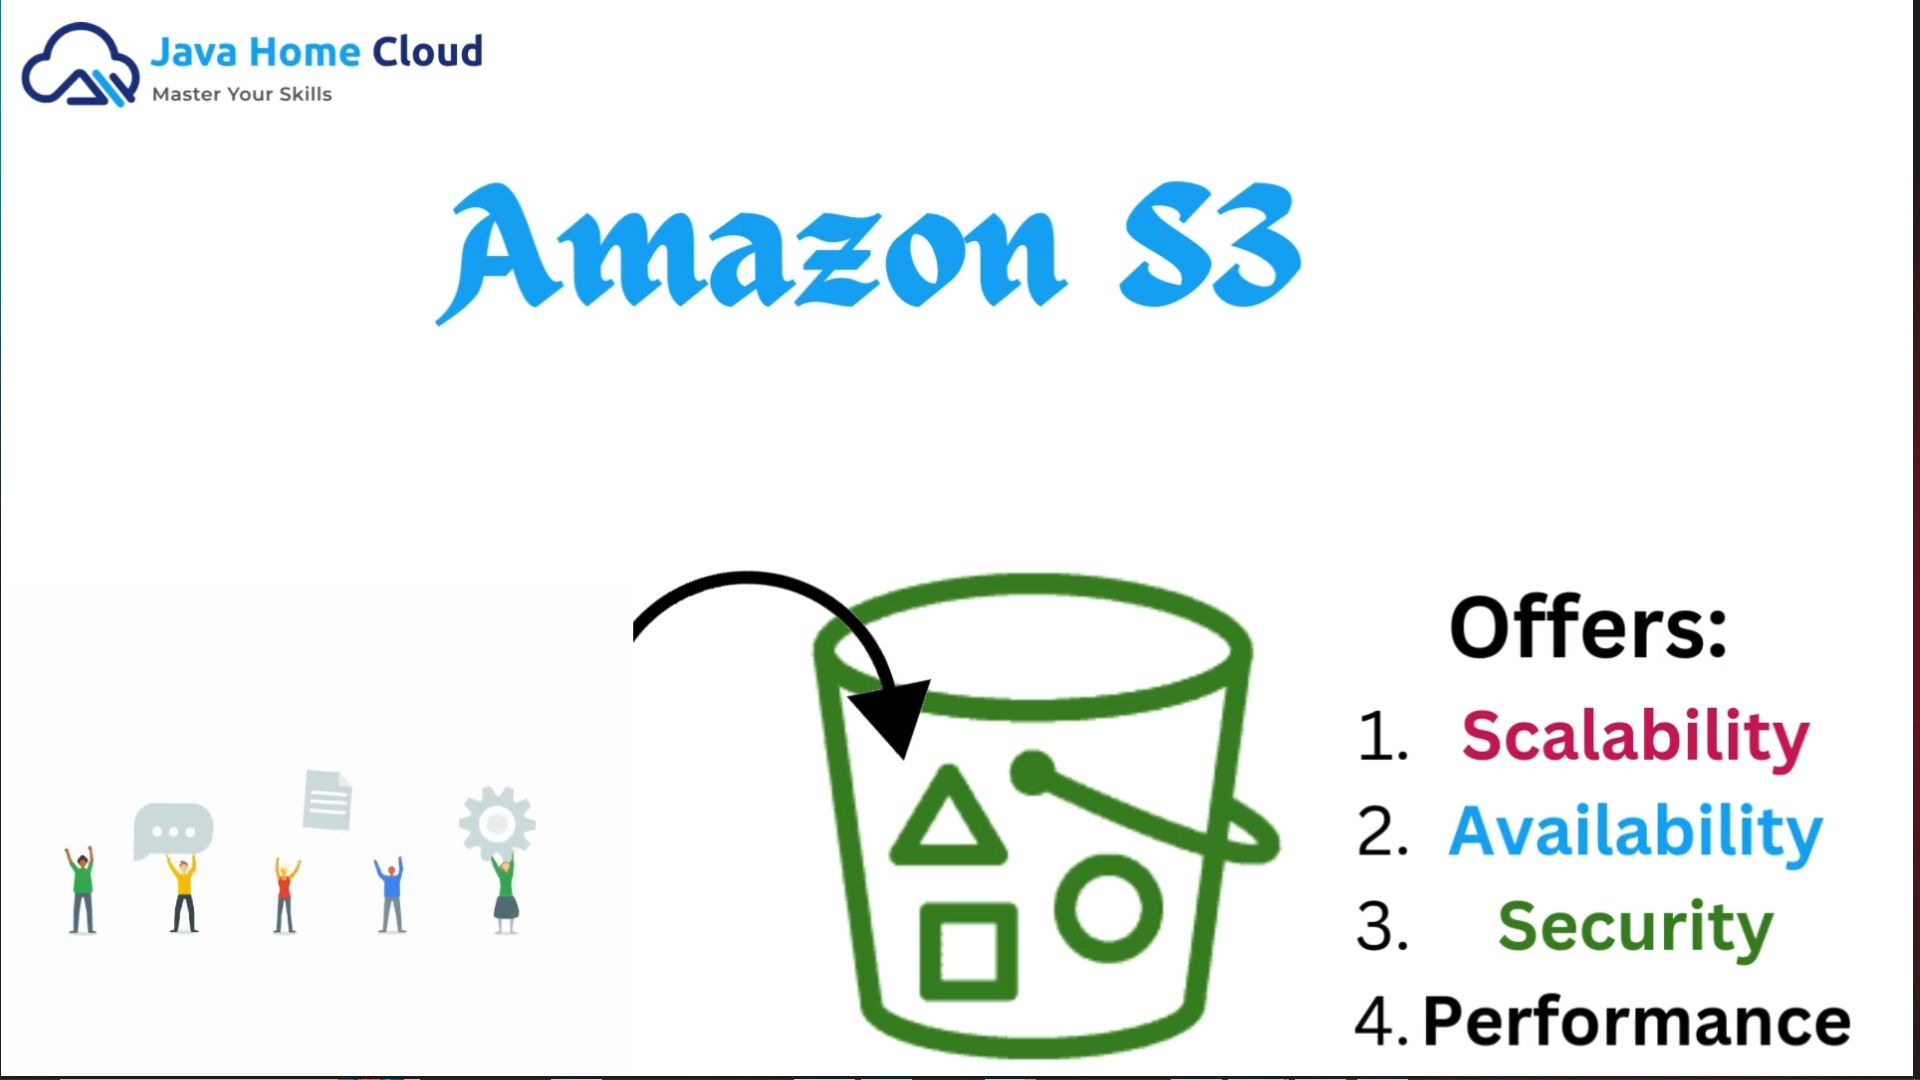 Java Home Cloud
Master Your Skills
Amazon S3
Offers:
1. Scalability
2. Availability
3. Security
4. Performance